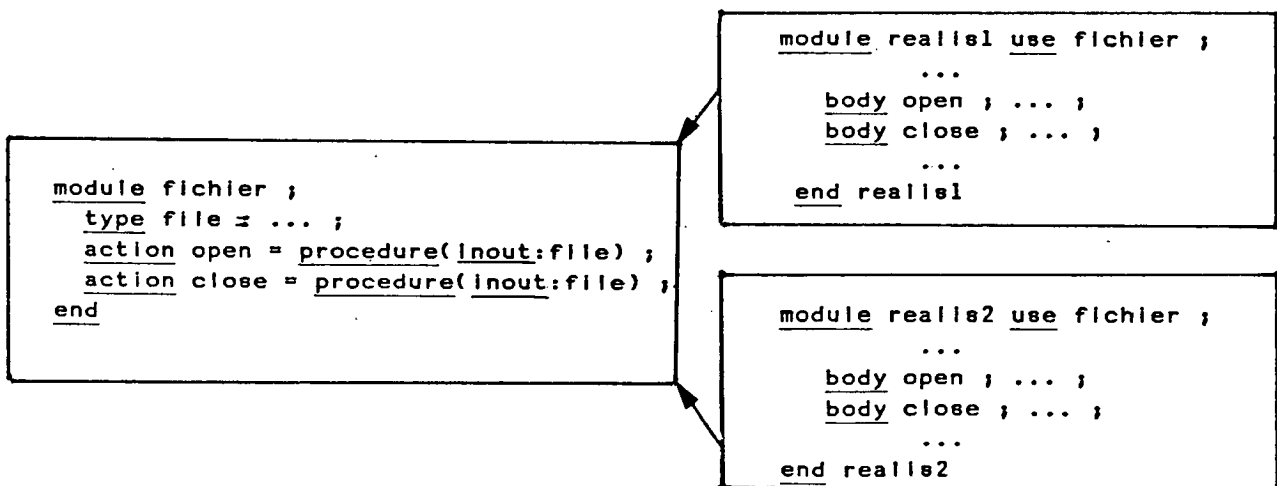 module fichier ;
type file = ... ;
action open = procedure(inout:file) ;
action close = procedure(inout:file) ;
end
module realis1 use fichier ;
...
body open ; ... ;
body close ; ... ;
...
end realis1
module realis2 use fichier ;
...
body open ; ... ;
body close ; ... ;
...
end realis2